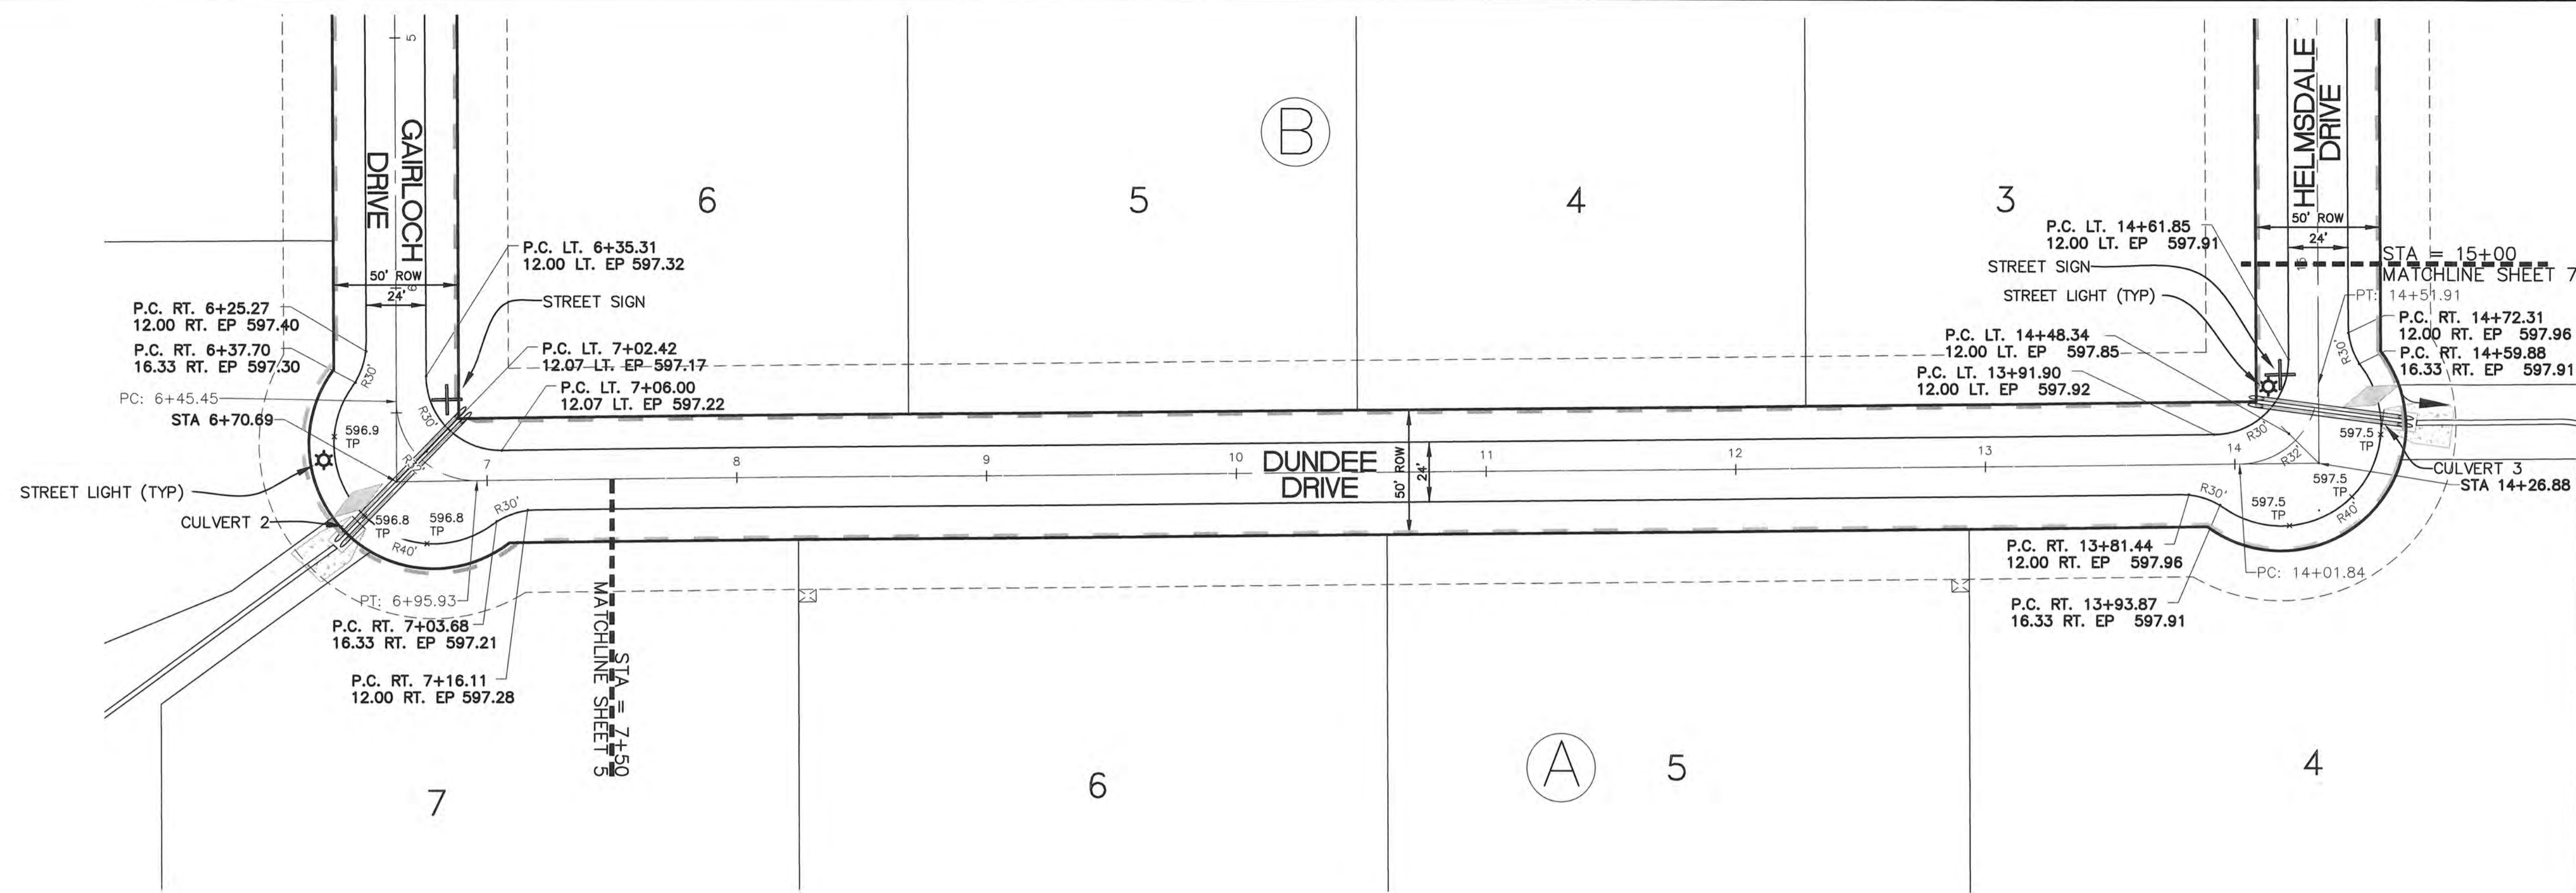 5
GAIRLOCH
DRIVE
50' ROW
6
24'
P.C. LT. 6+35.31
12.00 LT. EP 597.32
STREET SIGN
P.C. RT. 6+25.27
12.00 RT. EP 597.40
P.C. RT. 6+37.70
16.33 RT. EP 597.30
R30'
PC: 6+45.45
STA 6+70.69
P.C. LT. 7+02.42
12.07 LT. EP 597.17
P.C. LT. 7+06.00
12.07 LT. EP 597.22
R30'
596.9
TP
STREET LIGHT (TYP)
CULVERT 2
596.8
TP
596.8
TP
R30'
R40'
PT: 6+95.93
P.C. RT. 7+03.68
16.33 RT. EP 597.21
P.C. RT. 7+16.11
12.00 RT. EP 597.28
MATCHLINE SHEET 5
STA = 7+50
6
5
B
4
3
7
8
9
10
11
12
13
14
DUNDEE
DRIVE
50' ROW
24'
7
6
A
5
4
HELMSDALE
DRIVE
50' ROW
24'
15
P.C. LT. 14+61.85
12.00 LT. EP 597.91
STREET SIGN
STREET LIGHT (TYP)
P.C. LT. 14+48.34
12.00 LT. EP 597.85
P.C. LT. 13+91.90
12.00 LT. EP 597.92
STA = 15+00
MATCHLINE SHEET 7
PT: 14+51.91
P.C. RT. 14+72.31
12.00 RT. EP 597.96
P.C. RT. 14+59.88
16.33 RT. EP 597.91
R30'
R30'
R32'
597.5
TP
CULVERT 3
STA 14+26.88
597.5
TP
597.5
TP
R30'
R40'
P.C. RT. 13+81.44
12.00 RT. EP 597.96
PC: 14+01.84
P.C. RT. 13+93.87
16.33 RT. EP 597.91